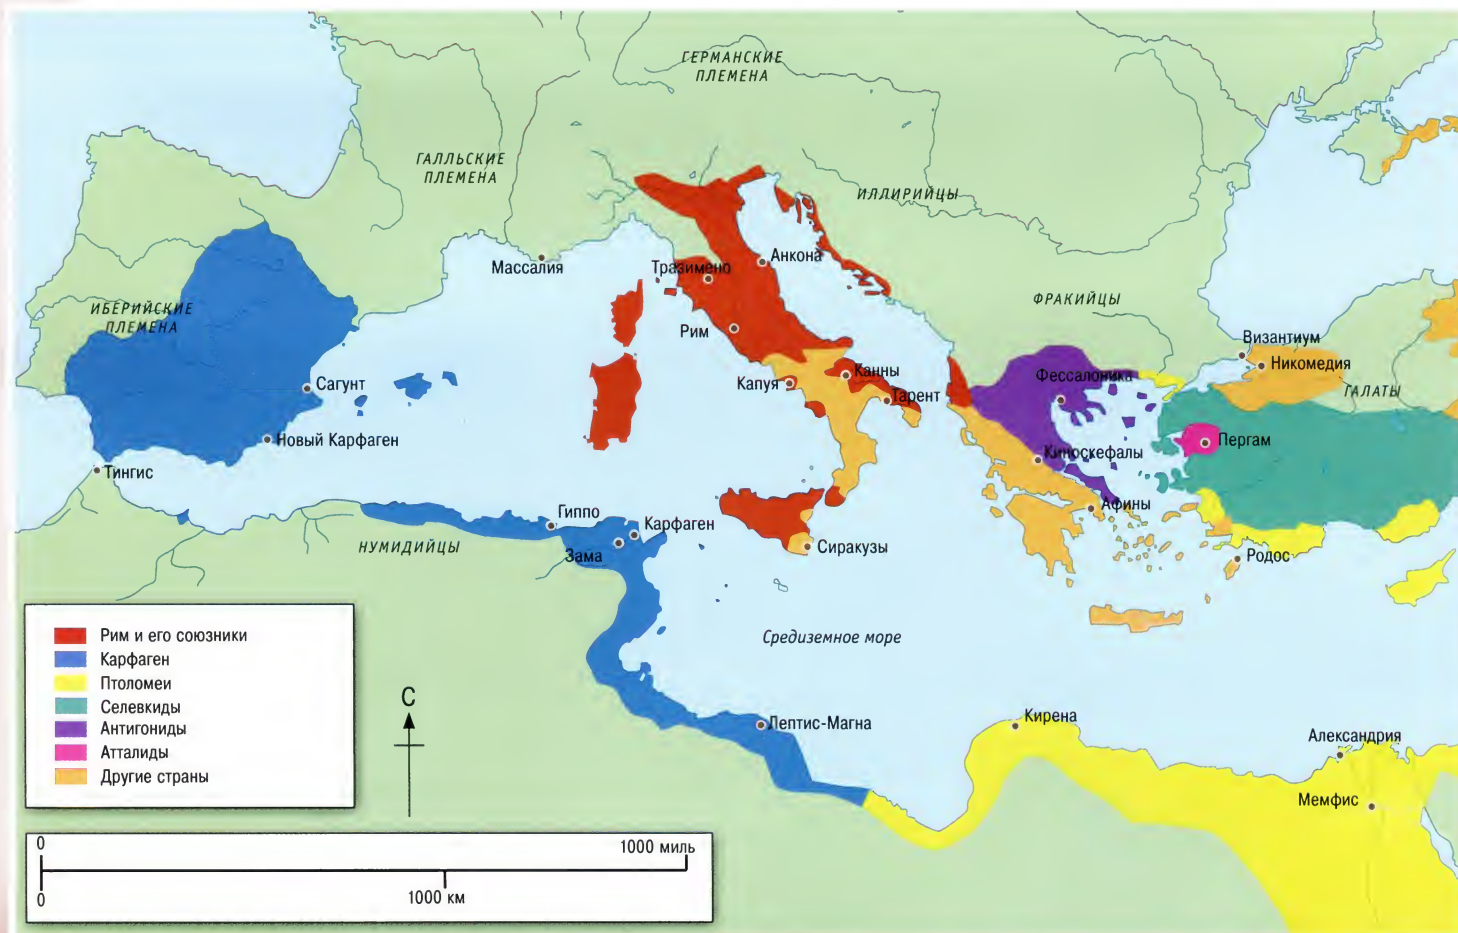 ГЕРМАНСКИЕ
ПЛЕМЕНА
ГАЛЛЬСКИЕ
ПЛЕМЕНА
ИЛЛИРИЙЦЫ
Массалия
Тразимено
Анкона
ИБЕРИЙСКИЕ
ПЛЕМЕНА
ФРАКИЙЦЫ
Рим
Византиум
Никомедия
Сагунт
Капуя
Канны
Тарент
Фессалоника
ГАЛАТЫ
Новый Карфаген
Пергам
Тингис
Киноскефалы
Гиппо
Карфаген
Афины
НУМИДИЙЦЫ
Зама
Сиракузы
Родос
Средиземное море
Рим и его союзники
Карфаген
Птоломеи
Селевкиды
Антигониды
Атталиды
Другие страны
С
Лептис-Магна
Кирена
Александрия
Мемфис
0
1000 миль
0
1000 км